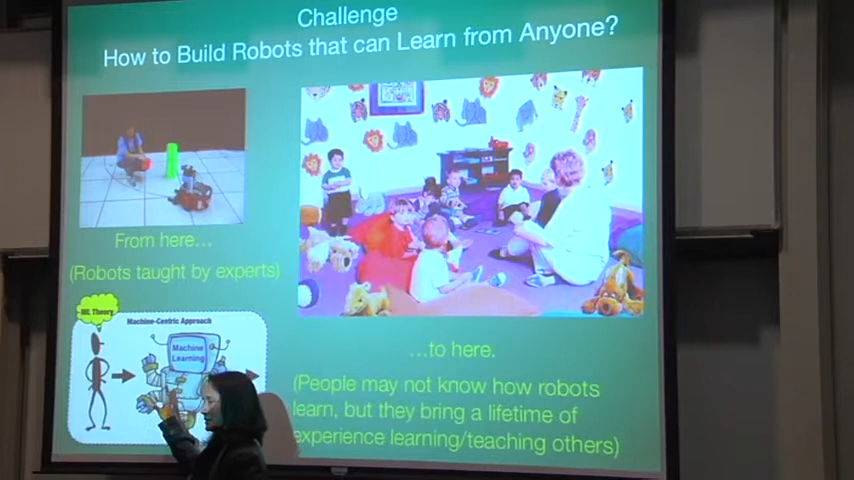 Challenge
How to Build Robots that can Learn from Anyone?
From here...
(Robots taught by experts)
ML Theory
Machine-Centric Approach
Machine
Learning
...to here.
(People may not know how robots
learn, but they bring a lifetime of
experience learning/teaching others)